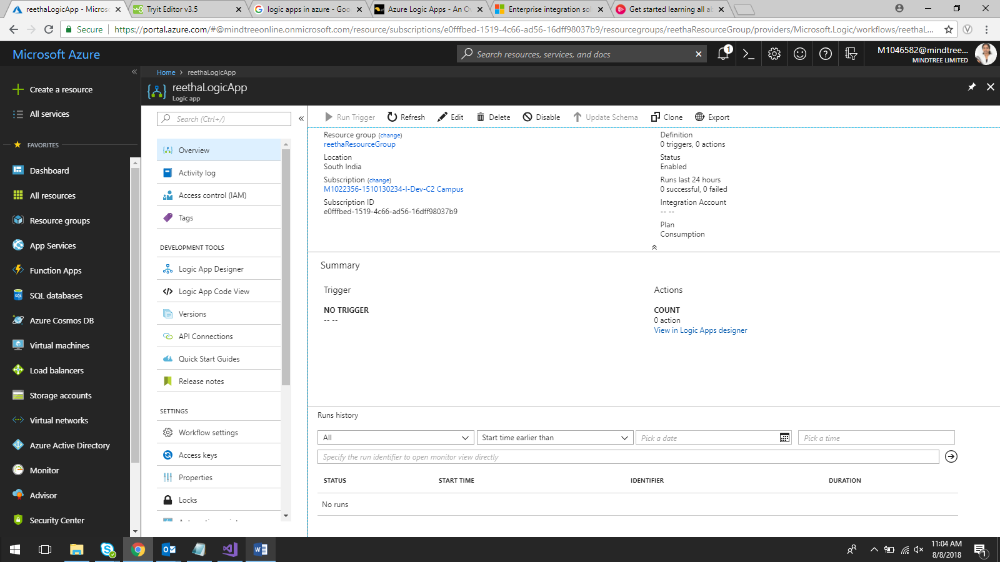 reethaLogicApp - Microso
Tryit Editor v3.5
logic apps in azure - Goo
Azure Logic Apps - An Ov
Enterprise integration sol
Get started learning all ab
Secure
https://portal.azure.com/#@mindtreeonline.onmicrosoft.com/resource/subscriptions/e0fffbed-1519-4c66-ad56-16dff98037b9/resourcegroups/reethaResourceGroup/providers/Microsoft.Logic/workflows/reethaL...
Microsoft Azure
Search resources, services, and docs
1
M1046582@mindtree...
MINDTREE LIMITED
Create a resource
All services
FAVORITES
Dashboard
All resources
Resource groups
App Services
Function Apps
SQL databases
Azure Cosmos DB
Virtual machines
Load balancers
Storage accounts
Virtual networks
Azure Active Directory
Monitor
Advisor
Security Center
Home > reethaLogicApp
reethaLogicApp
Logic app
Search (Ctrl+/)
Overview
Activity log
Access control (IAM)
Tags
DEVELOPMENT TOOLS
Logic App Designer
Logic App Code View
Versions
API Connections
Quick Start Guides
Release notes
SETTINGS
Workflow settings
Access keys
Properties
Locks
Run Trigger
Refresh
Edit
Delete
Disable
Update Schema
Clone
Export
Resource group (change)
reethaResourceGroup
Location
South India
Subscription (change)
M1022356-1510130234-I-Dev-C2 Campus
Subscription ID
e0fffbed-1519-4c66-ad56-16dff98037b9
Definition
0 triggers, 0 actions
Status
Enabled
Runs last 24 hours
0 successful, 0 failed
Integration Account
-- --
Plan
Consumption
Summary
Trigger
NO TRIGGER
-- --
Actions
COUNT
0 action
View in Logic Apps designer
Runs history
All
Start time earlier than
Pick a date
Pick a time
Specify the run identifier to open monitor view directly
STATUS
START TIME
IDENTIFIER
DURATION
No runs
11:04 AM
8/8/2018
1